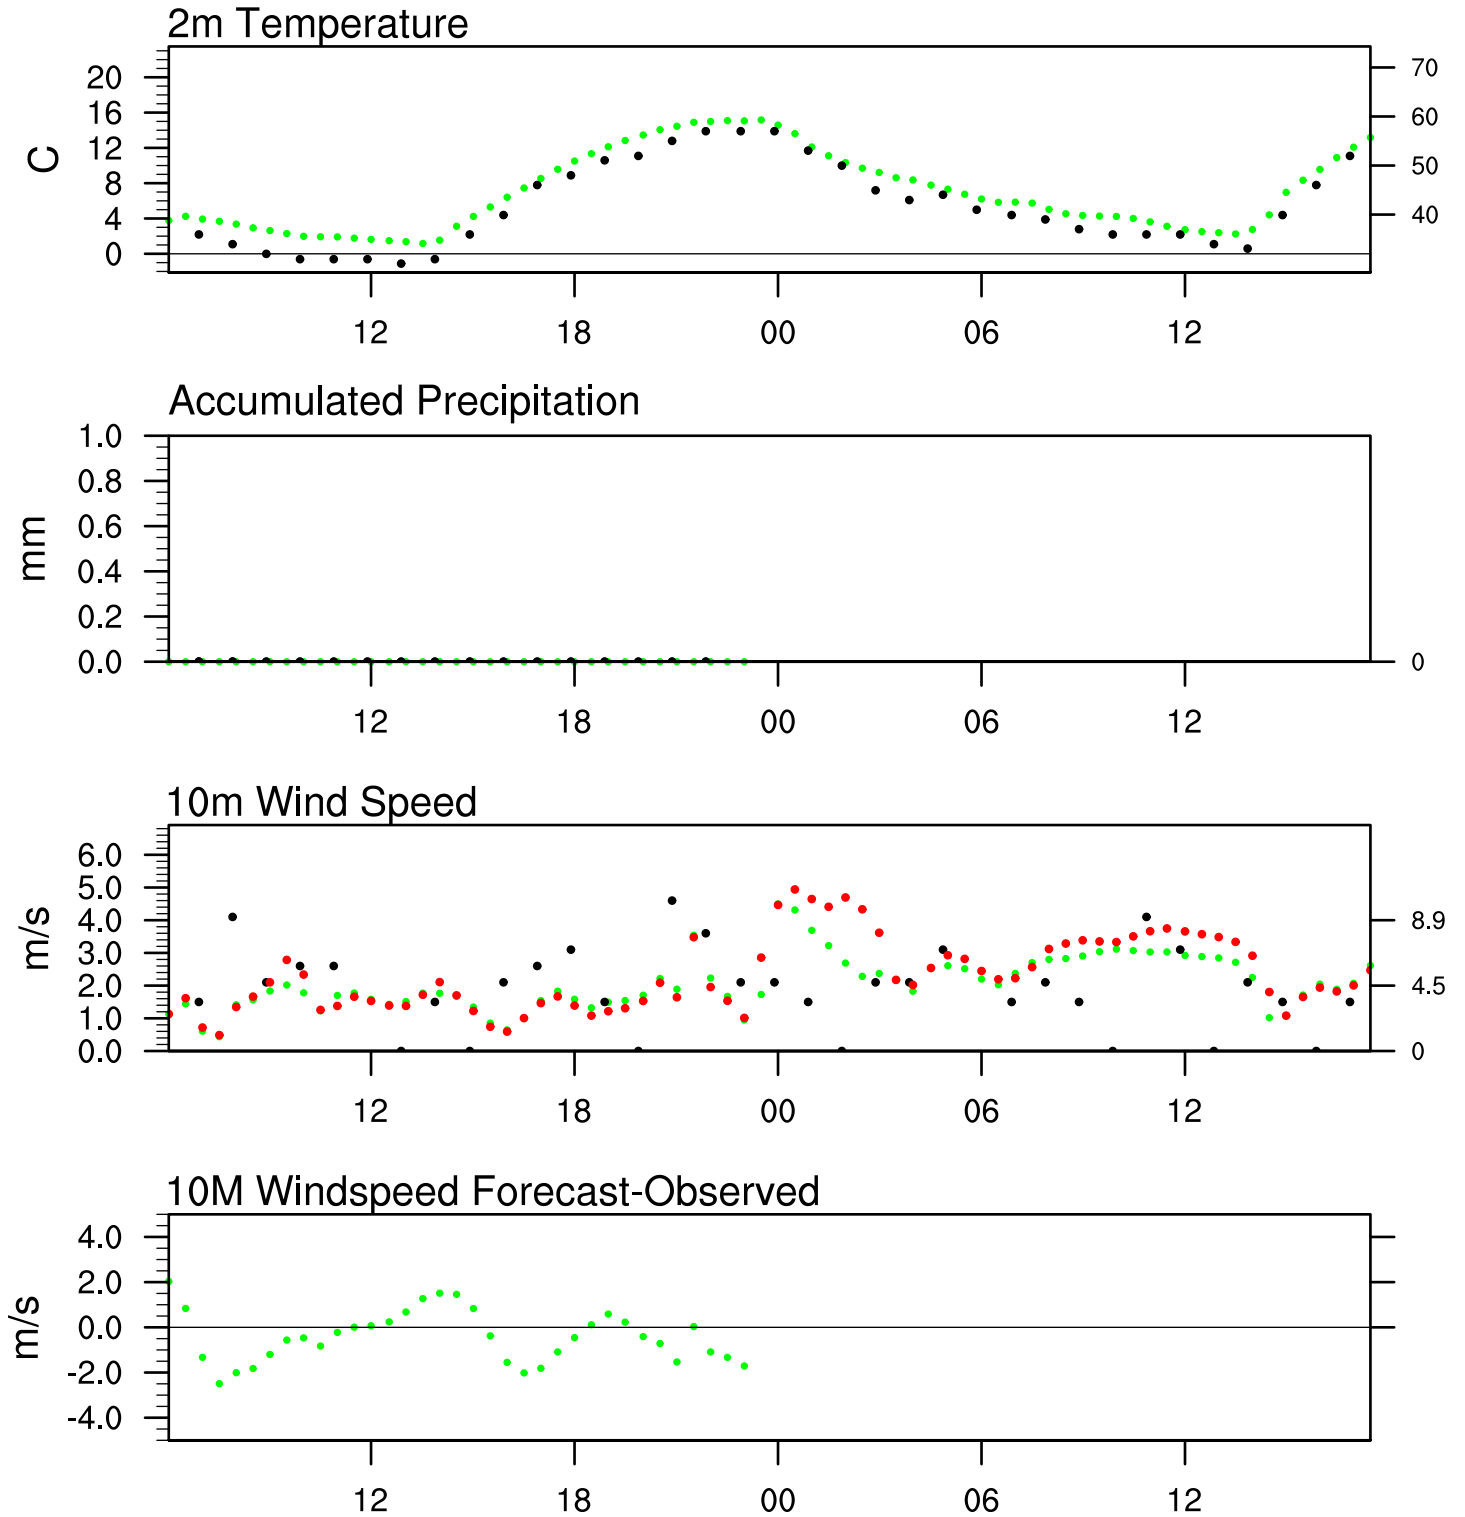 2m Temperature
20
16
12
8
4
0
C
70
60
50
40
12 18 00 06 12
Accumulated Precipitation
1.0
0.8
0.6
0.4
0.2
0.0
mm
0
12 18 00 06 12
10m Wind Speed
6.0
5.0
4.0
3.0
2.0
1.0
0.0
m/s
8.9
4.5
0
12 18 00 06 12
10M Windspeed Forecast-Observed
4.0
2.0
0.0
-2.0
-4.0
m/s
12 18 00 06 12